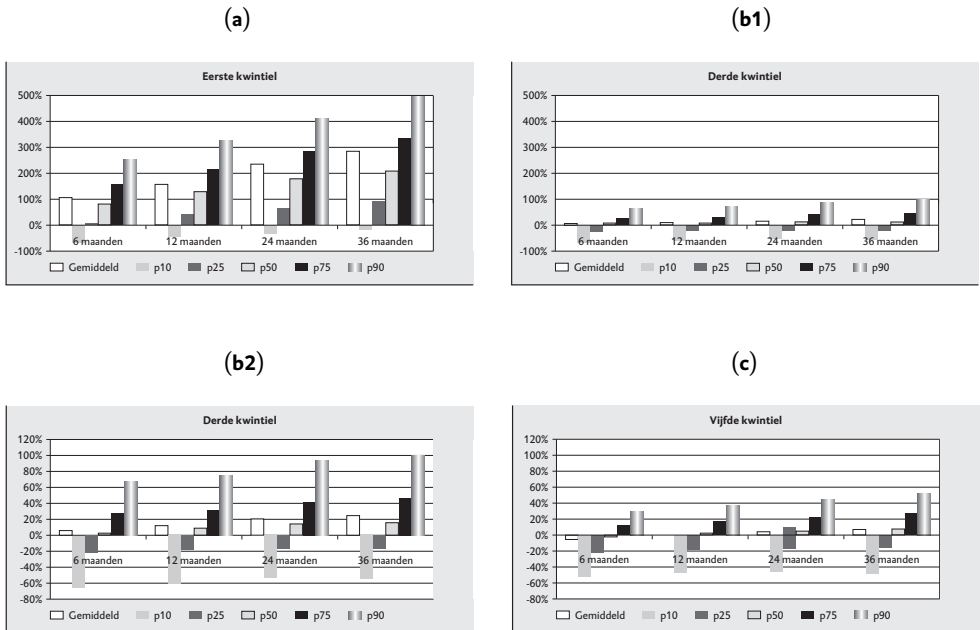 (a)
Eerste kwintiel
500%
400%
300%
200%
100%
0%
-100%
6 maanden 12 maanden 24 maanden 36 maanden
Gemiddeld p10 p25 p50 p75 p90
(b1)
Derde kwintiel
500%
400%
300%
200%
100%
0%
-100%
6 maanden 12 maanden 24 maanden 36 maanden
Gemiddeld p10 p25 p50 p75 p90
(b2)
Derde kwintiel
120%
100%
80%
60%
40%
20%
0%
-20%
-40%
-60%
-80%
6 maanden 12 maanden 24 maanden 36 maanden
Gemiddeld p10 p25 p50 p75 p90
(c)
Vijfde kwintiel
120%
100%
80%
60%
40%
20%
0%
-20%
-40%
-60%
-80%
6 maanden 12 maanden 24 maanden 36 maanden
Gemiddeld p10 p25 p50 p75 p90